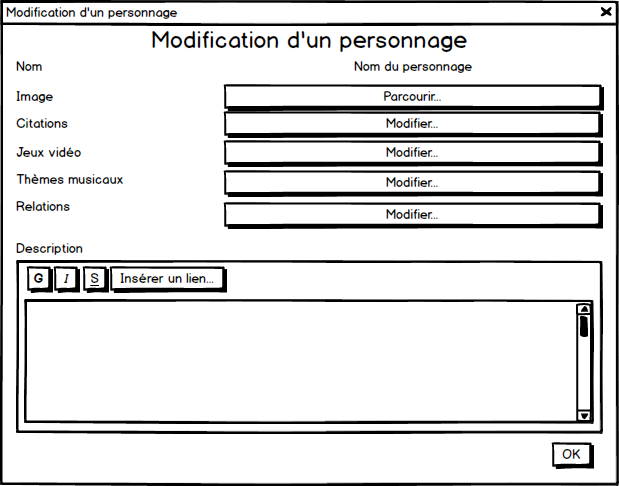 Modification d'un personnage
Modification d'un personnage
Nom Nom du personnage
Image Parcourir...
Citations Modifier...
Jeux vidéo Modifier...
Thèmes musicaux Modifier...
Relations Modifier...
Description
G I S Insérer un lien...
OK